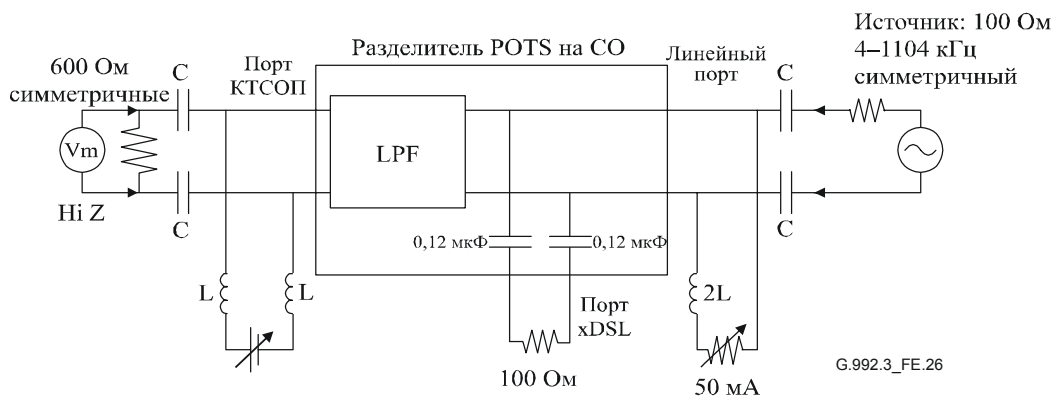 600 Ом
симметричные
C
Порт
КТСОП
Разделитель POTS на CO
Линейный
порт
C
Источник: 100 Ом
4–1104 кГц
симметричный
Vm
LPF
Hi Z
C
C
0,12 мкФ
0,12 мкФ
L
L
Порт
xDSL
2L
100 Ом
50 мА
G.992.3_FE.26